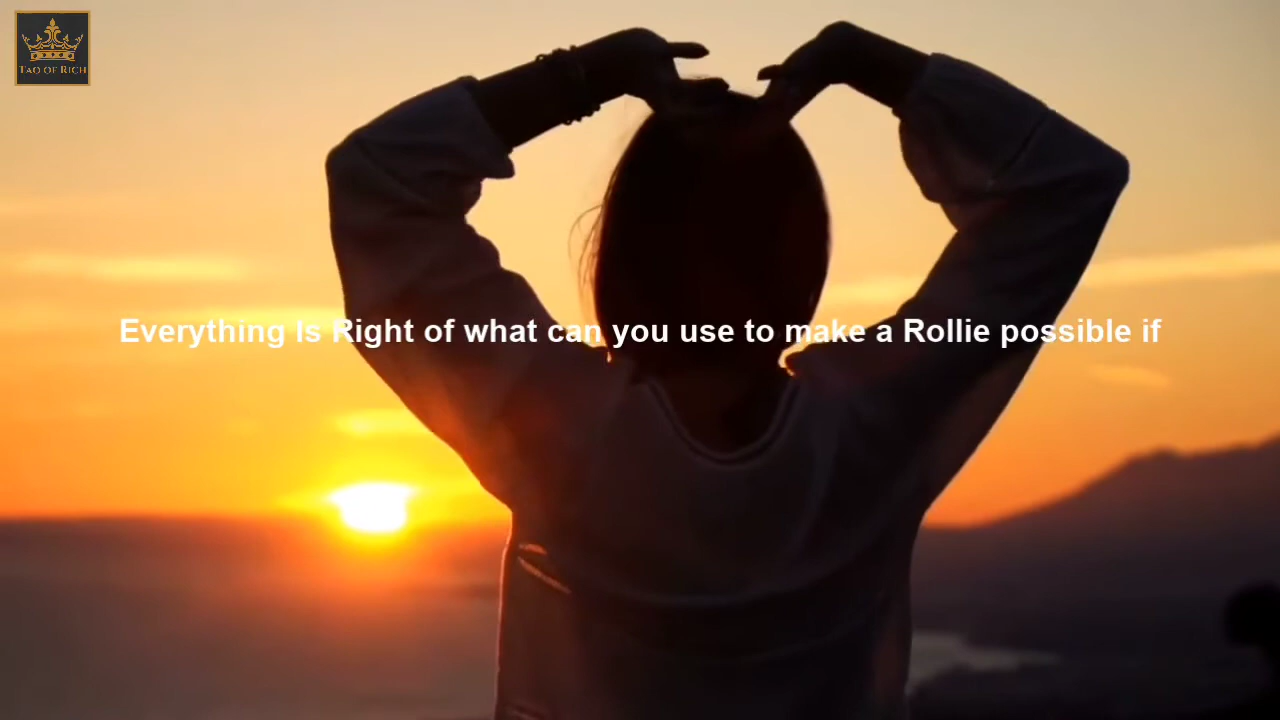 TAO OF RICH
Everything Is Right of what can you use to make a Rollie possible if